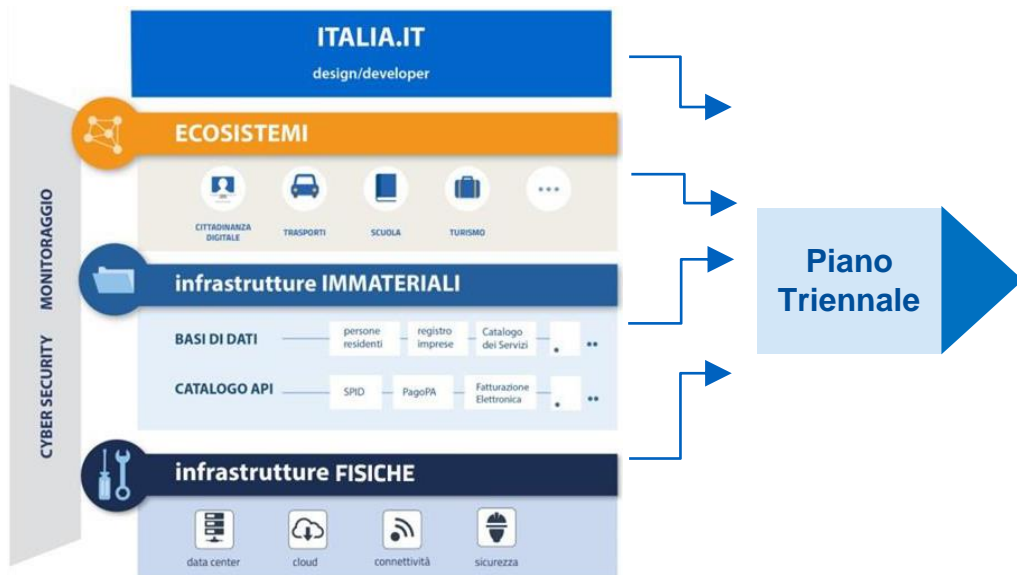 ITALIA.IT
design/developer
ECOSISTEMI
CITTADINANZA
DIGITALE
TRASPORTI
SCUOLA
TURISMO
...
infrastrutture IMMATERIALI
BASI DI DATI
persone
residenti
registro
imprese
Catalogo
dei Servizi
CATALOGO API
SPID
PagoPA
Fatturazione
Elettronica
infrastrutture FISICHE
data center
cloud
connettività
sicurezza
CYBER SECURITY MONITORAGGIO
Piano
Triennale